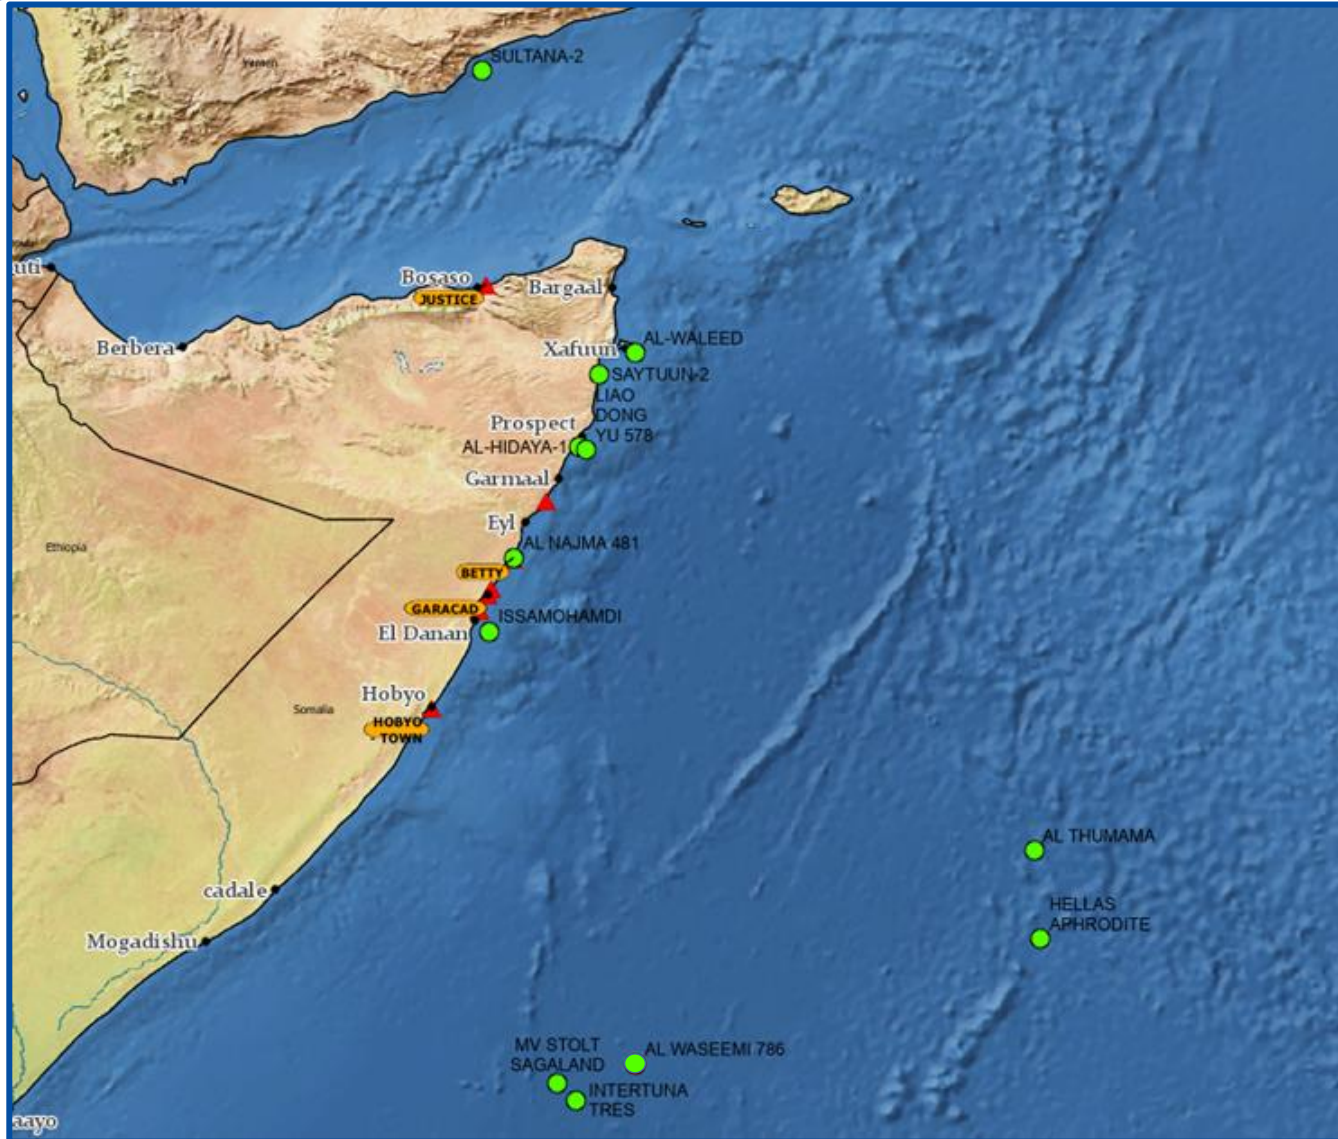 SULTANA-2
Yemen
uti
Bosaso
JUSTICE
Bargaal
Berbera
Xafuun
AL-WALEED
SAYTUUN-2
LIAO
DONG
YU 578
Prospect
AL-HIDAYA-1
Garmaal
Eyl
Ethiopia
AL NAJMA 481
BETTY
GARACAD
ISSAMOHAMDI
El Danan
Hobyo
Somalia
HOBYO
TOWN
AL THUMAMA
cadale
HELLAS
APHRODITE
Mogadishu
MV STOLT
SAGALAND
AL WASEEMI 786
INTERTUNA
TRES
aayo